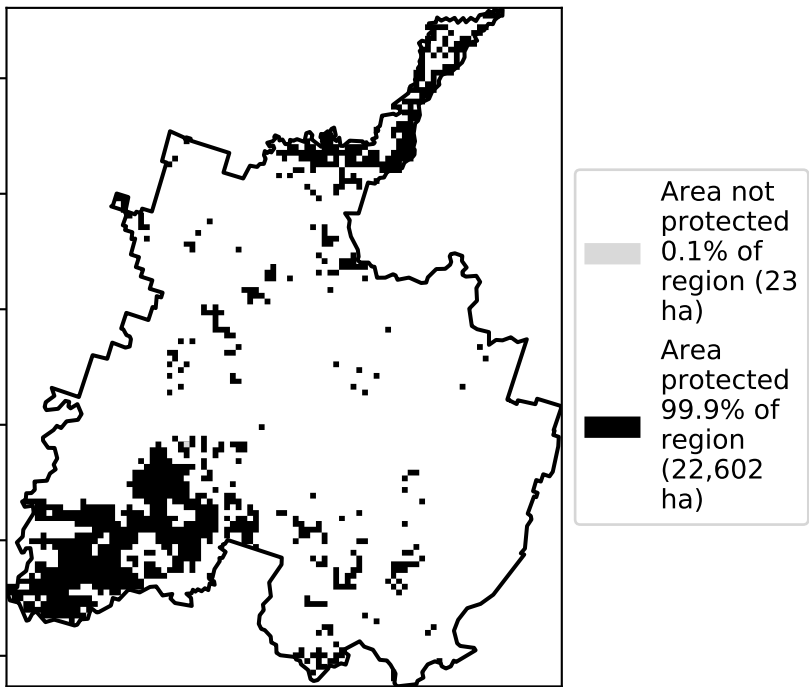 Area not
protected
0.1% of
region (23
ha)
Area
protected
99.9% of
region
(22,602
ha)